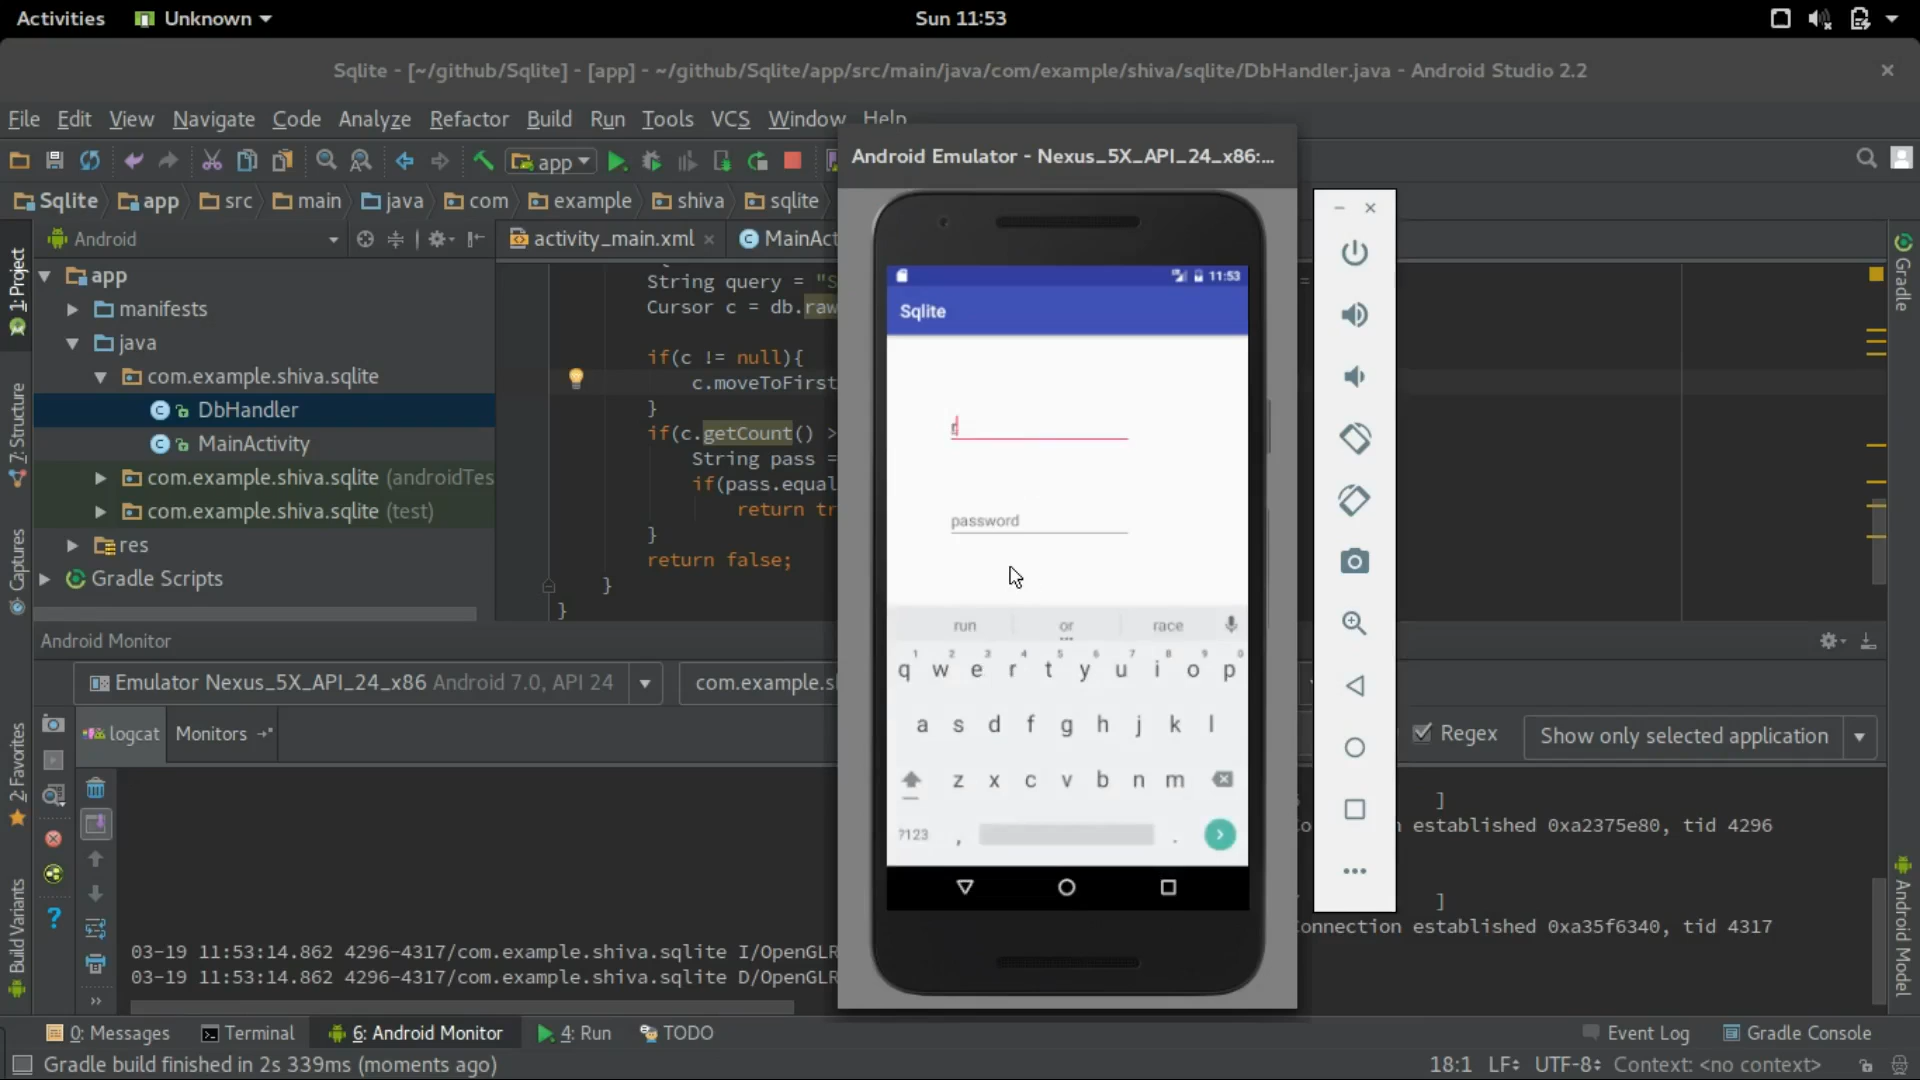 Activities Unknown Sun 11:53
Sqlite - [~/github/Sqlite] - [app] - ~/github/Sqlite/app/src/main/java/com/example/shiva/sqlite/DbHandler.java - Android Studio 2.2
File Edit View Navigate Code Analyze Refactor Build Run Tools VCS Window Help
app
Android Emulator - Nexus_5X_API_24_x86:...
Sqlite app src main java com example shiva sqlite
1: Project
7: Structure
Captures
2: Favorites
Build Variants
Android
app
manifests
java
com.example.shiva.sqlite
DbHandler
MainActivity
com.example.shiva.sqlite (androidTes
com.example.shiva.sqlite (test)
res
Gradle Scripts
activity_main.xml MainAct
String query = "S =
Cursor c = db.raw
if(c != null){
c.moveToFirst
}
if(c.getCount() >
String pass =
if(pass.equal
return tr
}
return false;
}
}
11:53
Sqlite
r
password
run or race
1 2 3 4 5 6 7 8 9 0
q w e r t y u i o p
a s d f g h j k l
z x c v b n m
?123 , .
Gradle
Android Model
Android Monitor
Emulator Nexus_5X_API_24_x86 Android 7.0, API 24
com.example.s
logcat Monitors
Regex Show only selected application
]
established 0xa2375e80, tid 4296
]
onnection established 0xa35f6340, tid 4317
03-19 11:53:14.862 4296-4317/com.example.shiva.sqlite I/OpenGLR
03-19 11:53:14.862 4296-4317/com.example.shiva.sqlite D/OpenGLR
0: Messages Terminal 6: Android Monitor 4: Run TODO Event Log Gradle Console
Gradle build finished in 2s 339ms (moments ago) 18:1 LF UTF-8 Context: <no context>